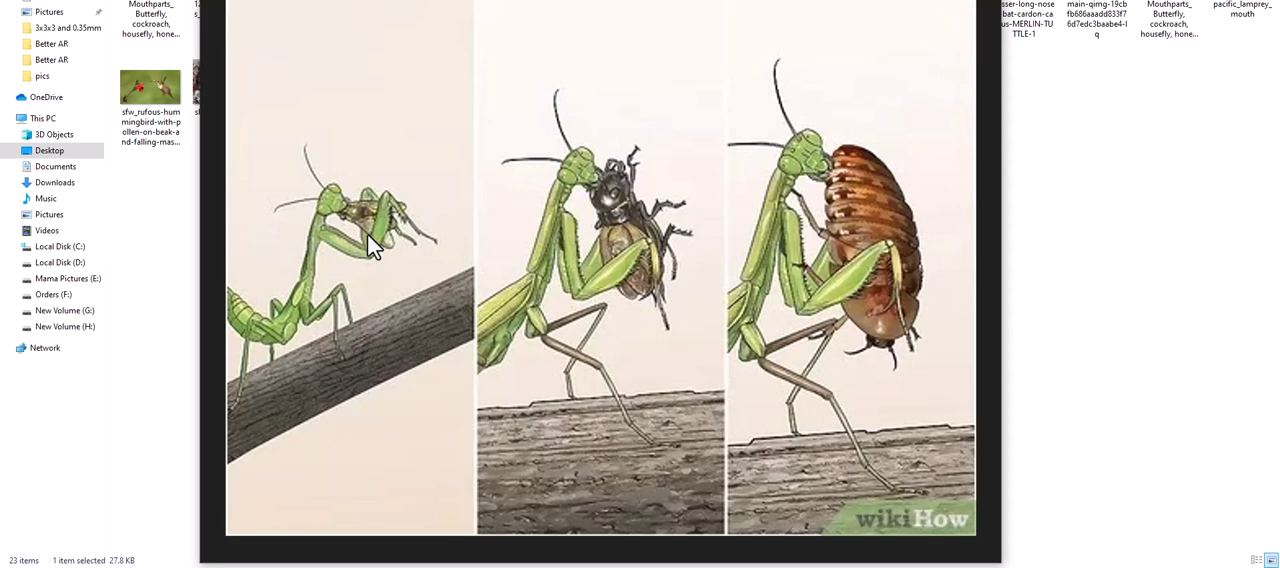 Pictures
3x3x3 and 0.35mm
Better AR
Better AR
pics
OneDrive
This PC
3D Objects
Desktop
Documents
Downloads
Music
Pictures
Videos
Local Disk (C:)
Local Disk (D:)
Mama Pictures (E:)
Orders (F:)
New Volume (G:)
New Volume (H:)
Network
23 items
1 item selected 27.8 KB
Mouthparts_
Butterfly,
cockroach,
housefly, hone...
sfw_rufous-hum
mingbird-with-p
ollen-on-beak-a
nd-falling-mas...
wikiHow
sser-long-nose
bat-cardon-ca
us-MERLIN-TU
TTLE-1
main-qimg-19cb
fb686aaadd833f7
6d7edc3baabe4-l
q
Mouthparts_
Butterfly,
cockroach,
housefly, hone...
pacific_lamprey_
mouth